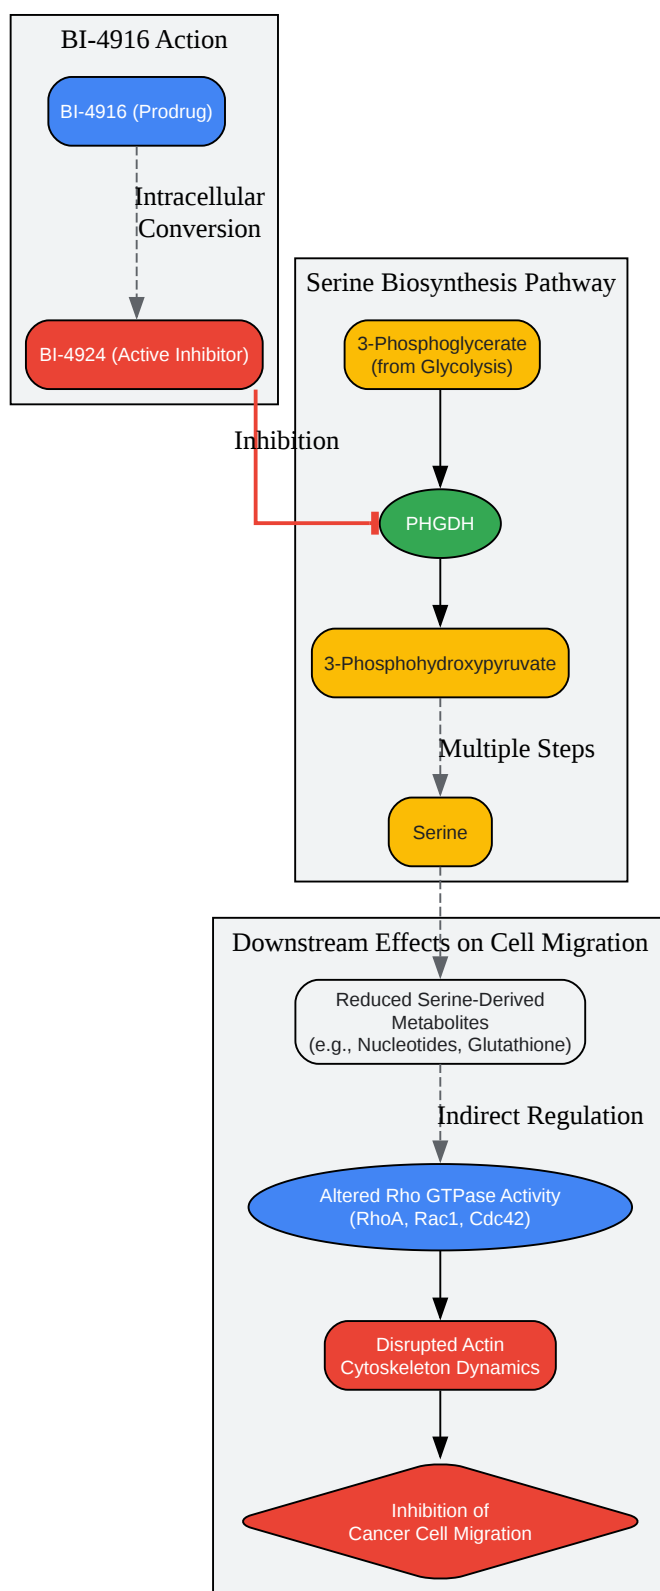 BI-4916 Action
BI-4916 (Prodrug)
Intracellular
Conversion
BI-4924 (Active Inhibitor)
Inhibition
Serine Biosynthesis Pathway
3-Phosphoglycerate
(from Glycolysis)
PHGDH
3-Phosphohydroxypyruvate
Multiple Steps
Serine
Downstream Effects on Cell Migration
Reduced Serine-Derived
Metabolites
(e.g., Nucleotides, Glutathione)
Indirect Regulation
Altered Rho GTPase Activity
(RhoA, Rac1, Cdc42)
Disrupted Actin
Cytoskeleton Dynamics
Inhibition of
Cancer Cell Migration